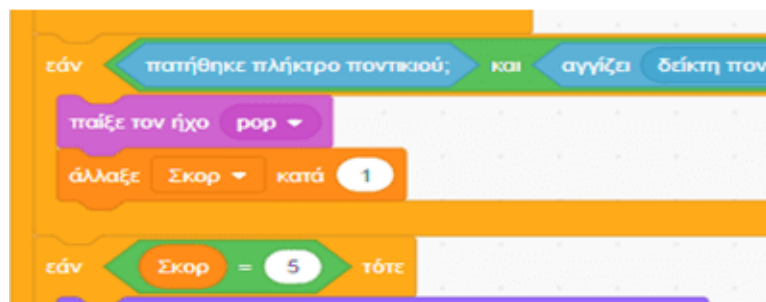 εάν πατήθηκε πλήκτρο ποντικιού; και αγγίζει δείκτη
παίξε τον ήχο pop
άλλαξε Σκορ κατά 1
εάν Σκορ = 5 τότε